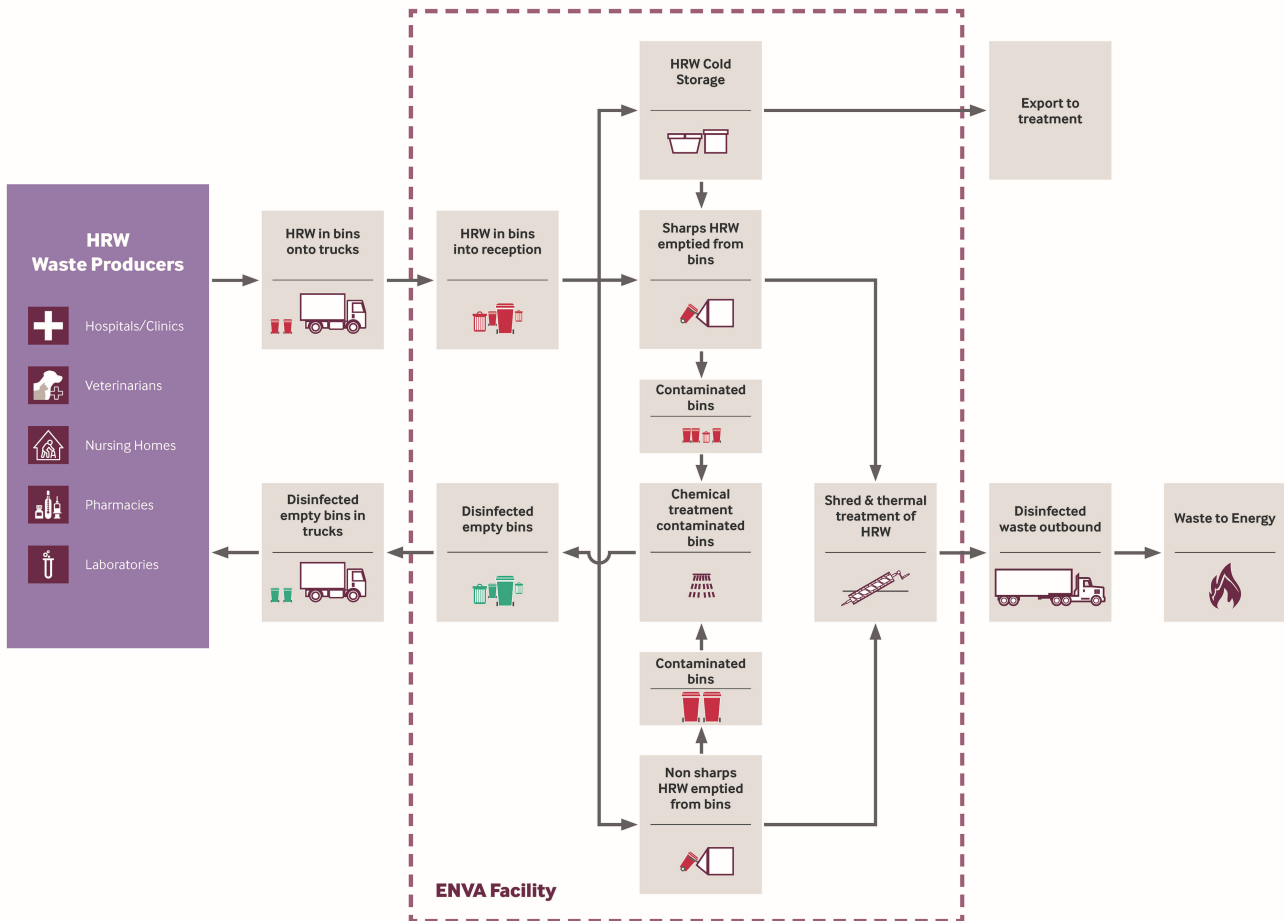 HRW
Waste Producers
Hospitals/Clinics
Veterinarians
Nursing Homes
Pharmacies
Laboratories
HRW in bins
onto trucks
HRW in bins
into reception
HRW Cold
Storage
Export to
treatment
Sharps HRW
emptied from
bins
Contaminated
bins
Disinfected
empty bins in
trucks
Disinfected
empty bins
Chemical
treatment
contaminated
bins
Shred & thermal
treatment of
HRW
Disinfected
waste outbound
Waste to Energy
Contaminated
bins
Non sharps
HRW emptied
from bins
ENVA Facility